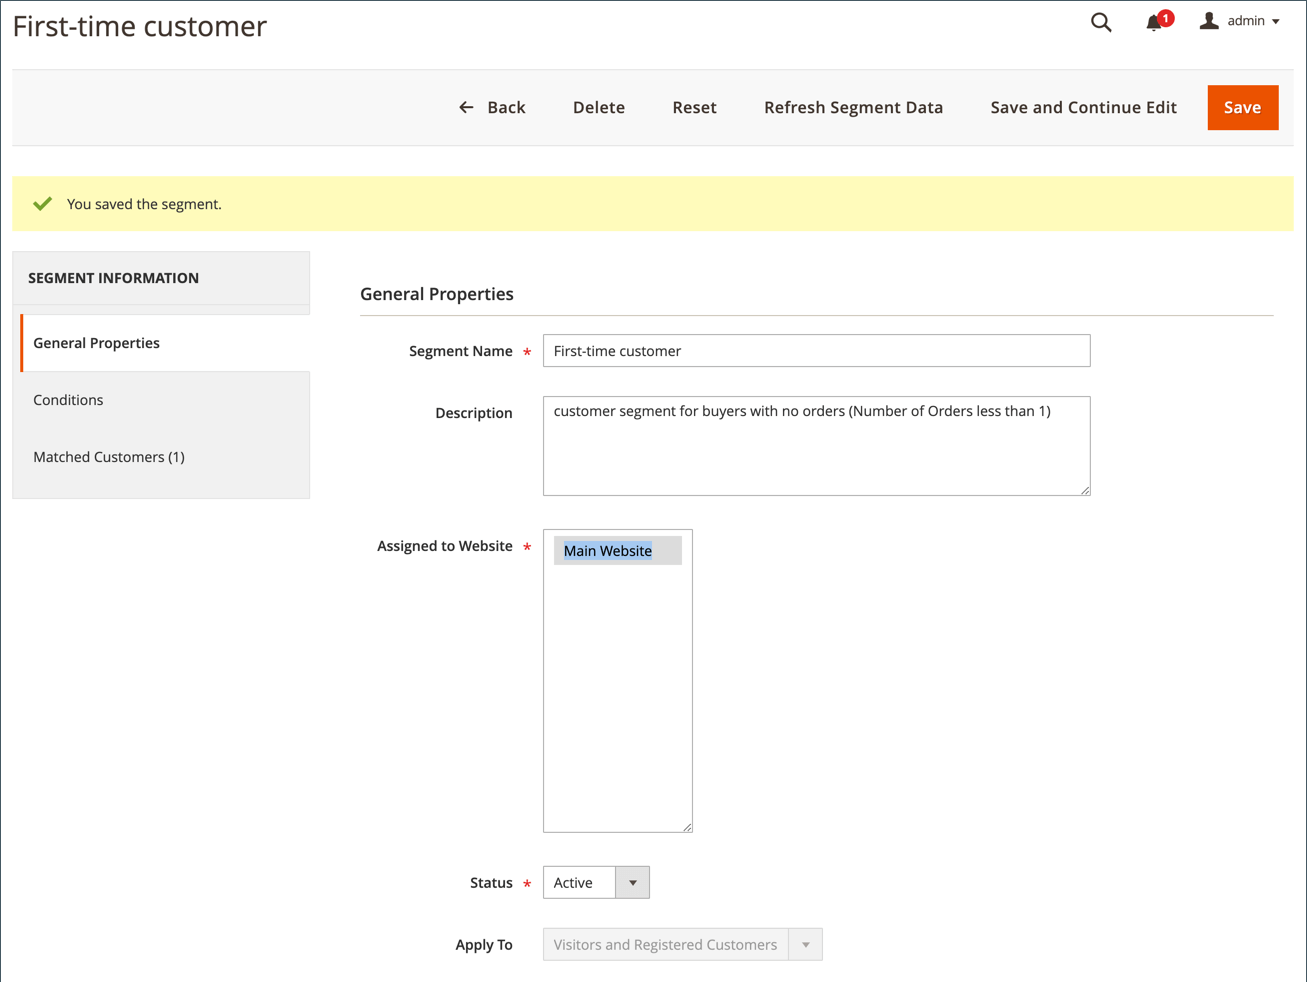 First-time customer
1
admin
Back
Delete
Reset
Refresh Segment Data
Save and Continue Edit
Save
You saved the segment.
SEGMENT INFORMATION
General Properties
Conditions
Matched Customers (1)
General Properties
Segment Name *
First-time customer
Description
customer segment for buyers with no orders (Number of Orders less than 1)
Assigned to Website *
Main Website
Status *
Active
Apply To
Visitors and Registered Customers